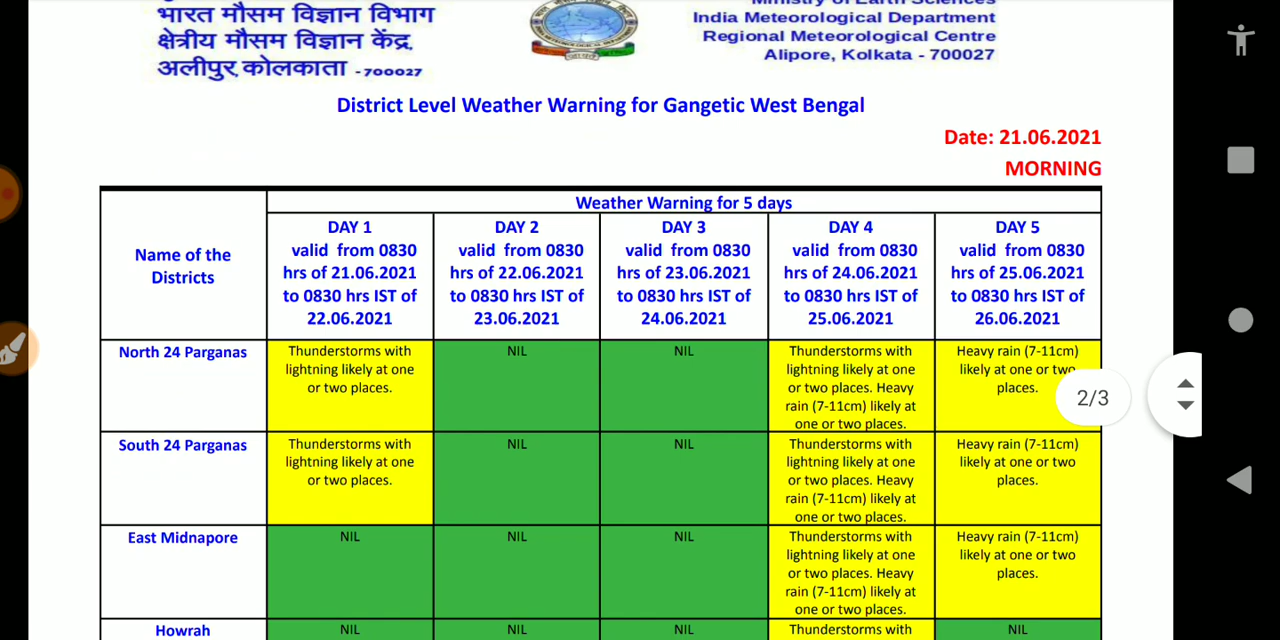 भारत मौसम विज्ञान विभाग
क्षेत्रीय मौसम विज्ञान केंद्र,
अलीपुर, कोलकाता - 700027
Ministry of Earth Sciences
India Meteorological Department
Regional Meteorological Centre
Alipore, Kolkata - 700027
District Level Weather Warning for Gangetic West Bengal
Date: 21.06.2021
MORNING
Name of the
Districts
Weather Warning for 5 days
DAY 1
valid from 0830
hrs of 21.06.2021
to 0830 hrs IST of
22.06.2021
DAY 2
valid from 0830
hrs of 22.06.2021
to 0830 hrs IST of
23.06.2021
DAY 3
valid from 0830
hrs of 23.06.2021
to 0830 hrs IST of
24.06.2021
DAY 4
valid from 0830
hrs of 24.06.2021
to 0830 hrs IST of
25.06.2021
DAY 5
valid from 0830
hrs of 25.06.2021
to 0830 hrs IST of
26.06.2021
North 24 Parganas
Thunderstorms with
lightning likely at one
or two places.
NIL
NIL
Thunderstorms with
lightning likely at one
or two places. Heavy
rain (7-11cm) likely at
one or two places.
Heavy rain (7-11cm)
likely at one or two
places.
2/3
South 24 Parganas
Thunderstorms with
lightning likely at one
or two places.
NIL
NIL
Thunderstorms with
lightning likely at one
or two places. Heavy
rain (7-11cm) likely at
one or two places.
Heavy rain (7-11cm)
likely at one or two
places.
East Midnapore
NIL
NIL
NIL
Thunderstorms with
lightning likely at one
or two places. Heavy
rain (7-11cm) likely at
one or two places.
Heavy rain (7-11cm)
likely at one or two
places.
Howrah
NIL
NIL
NIL
Thunderstorms with
NIL